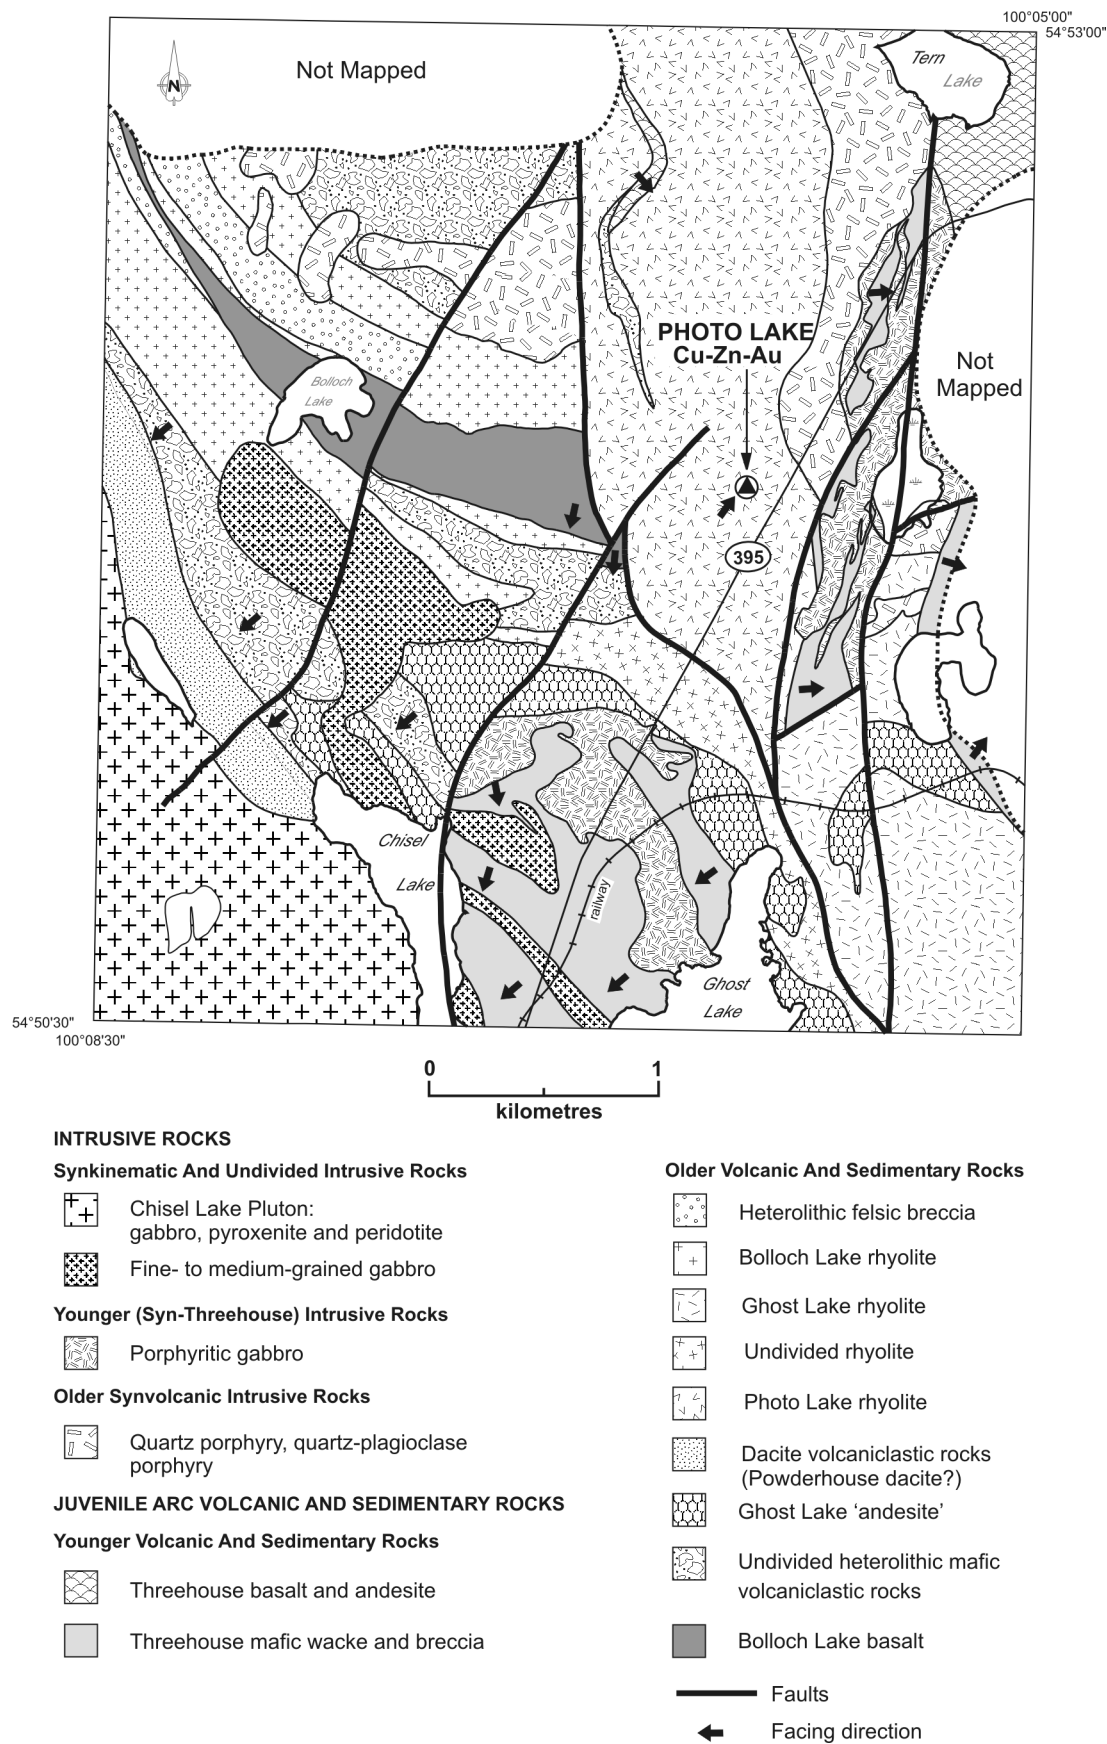 100°05'00"
54°53'00"
N
Not Mapped
Tern
Lake
PHOTO LAKE
Cu-Zn-Au
Not
Mapped
Bolloch
Lake
395
Chisel
Lake
railway
Ghost
Lake
54°50'30"
100°08'30"
0 1
kilometres
INTRUSIVE ROCKS
Synkinematic And Undivided Intrusive Rocks
Chisel Lake Pluton:
gabbro, pyroxenite and peridotite
Fine- to medium-grained gabbro
Younger (Syn-Threehouse) Intrusive Rocks
Porphyritic gabbro
Older Synvolcanic Intrusive Rocks
Quartz porphyry, quartz-plagioclase
porphyry
JUVENILE ARC VOLCANIC AND SEDIMENTARY ROCKS
Younger Volcanic And Sedimentary Rocks
Threehouse basalt and andesite
Threehouse mafic wacke and breccia
Older Volcanic And Sedimentary Rocks
Heterolithic felsic breccia
Bolloch Lake rhyolite
Ghost Lake rhyolite
Undivided rhyolite
Photo Lake rhyolite
Dacite volcaniclastic rocks
(Powderhouse dacite?)
Ghost Lake ‘andesite’
Undivided heterolithic mafic
volcaniclastic rocks
Bolloch Lake basalt
Faults
Facing direction